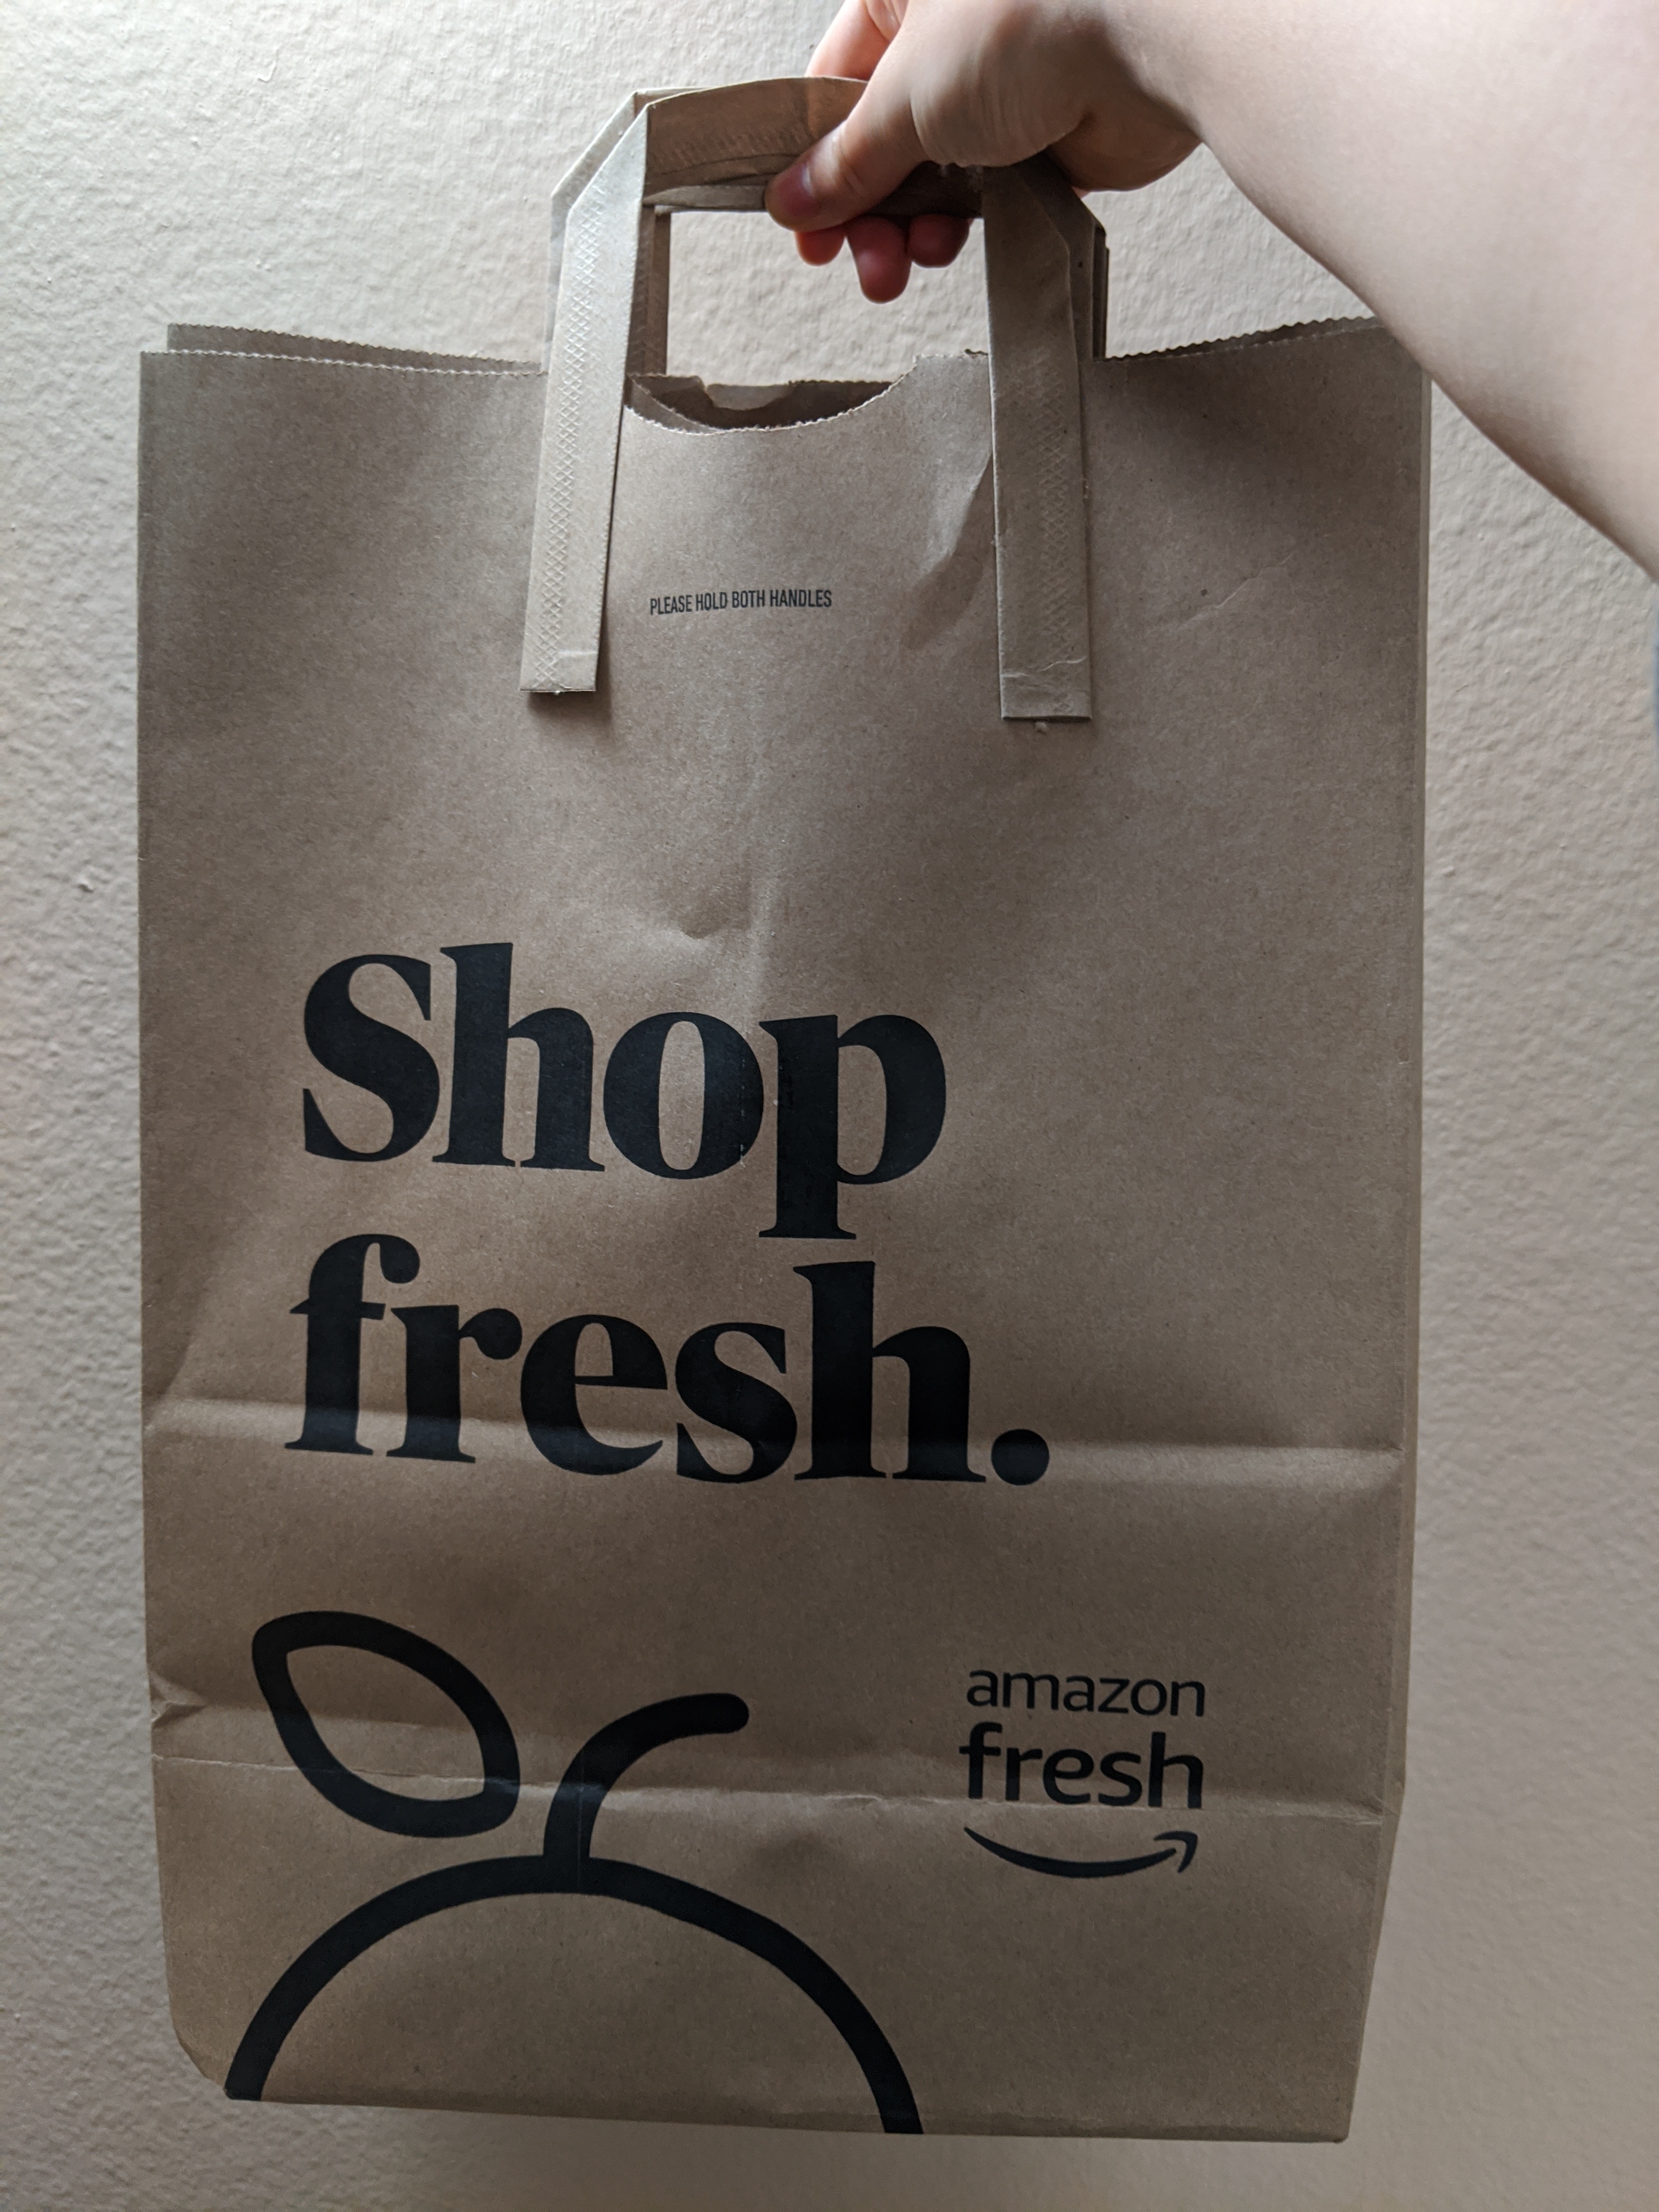 PLEASE HOLD BOTH HANDLES
Shop
fresh.
amazon
fresh